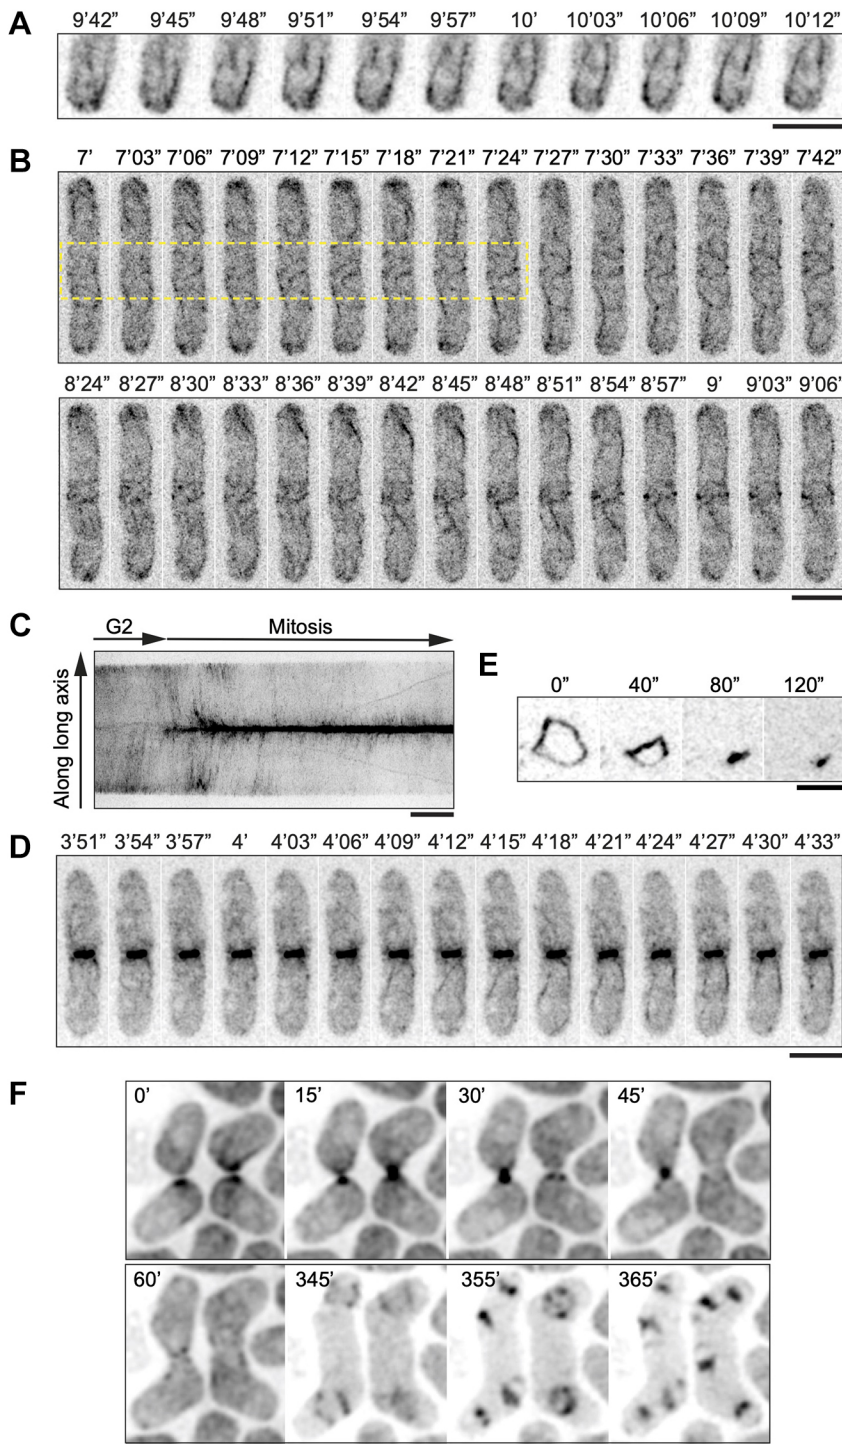 A
9’42” 9’45” 9’48” 9’51” 9’54” 9’57” 10’ 10’03” 10’06” 10’09” 10’12”
B
7’ 7’03” 7’06” 7’09” 7’12” 7’15” 7’18” 7’21” 7’24” 7’27” 7’30” 7’33” 7’36” 7’39” 7’42”
8’24” 8’27” 8’30” 8’33” 8’36” 8’39” 8’42” 8’45” 8’48” 8’51” 8’54” 8’57” 9’ 9’03” 9’06”
C
G2 Mitosis
Along long axis
E
0” 40” 80” 120”
D
3’51” 3’54” 3’57” 4’ 4’03” 4’06” 4’09” 4’12” 4’15” 4’18” 4’21” 4’24” 4’27” 4’30” 4’33”
F
0’ 15’ 30’ 45’
60’ 345’ 355’ 365’